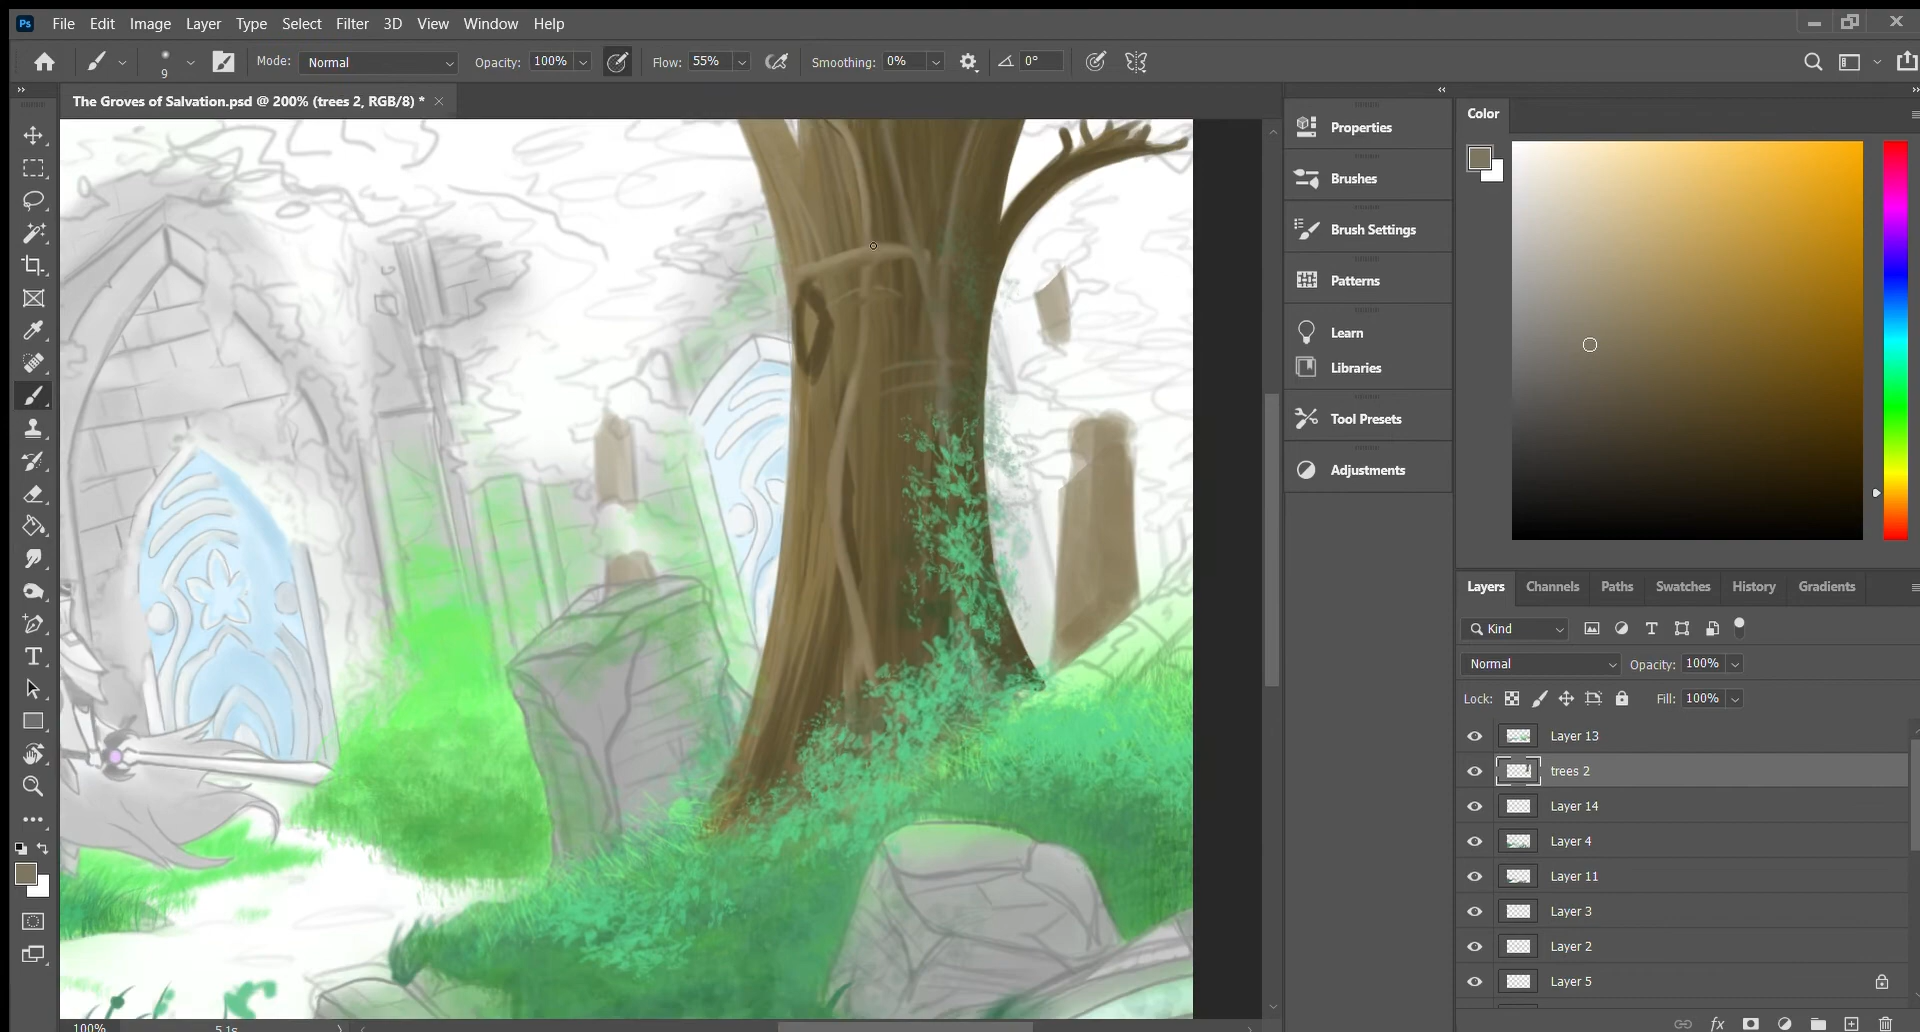 Ps File Edit Image Layer Type Select Filter 3D View Window Help
9 Mode: Normal Opacity: 100% Flow: 55% Smoothing: 0% 0°
The Groves of Salvation.psd @ 200% (trees 2, RGB/8) *
Properties
Brushes
Brush Settings
Patterns
Learn
Libraries
Tool Presets
Adjustments
Color
Layers Channels Paths Swatches History Gradients
Kind
Normal Opacity: 100%
Lock: Fill: 100%
Layer 13
trees 2
Layer 14
Layer 4
Layer 11
Layer 3
Layer 2
Layer 5
fx
100% 5.1s